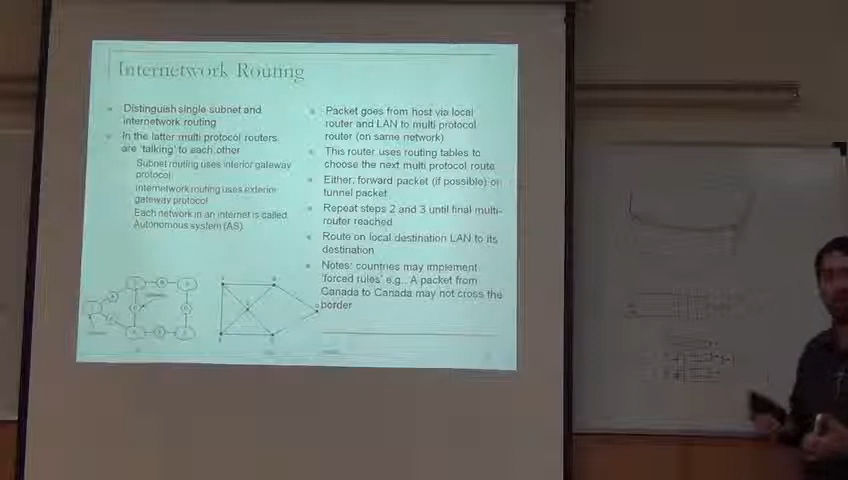 Internetwork Routing
Distinguish single subnet and
internetwork routing
In the latter multi protocol routers
are 'talking' to each other
Subnet routing uses interior gateway
protocol
Internetwork routing uses exterior
gateway protocol
Each network in an internet is called
Autonomous system (AS)
Packet goes from host via local
router and LAN to multi protocol
router (on same network)
This router uses routing tables to
choose the next multi protocol route
Either: forward packet (if possible) or
tunnel packet
Repeat steps 2 and 3 until final multi-
router reached
Route on local destination LAN to its
destination
Notes: countries may implement
'forced rules' e.g.. A packet from
Canada to Canada may not cross the
border